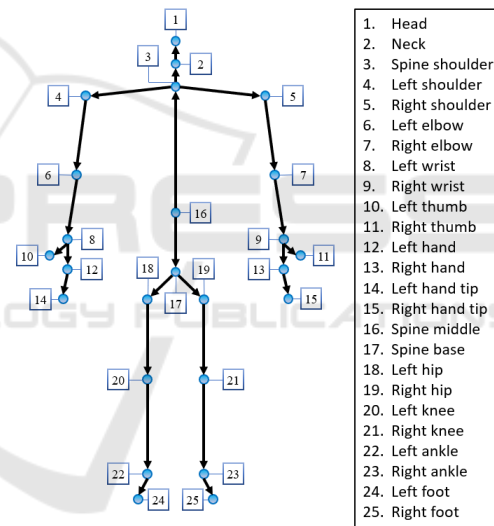 1
3
2
4
5
6
7
16
8
9
10
11
12
13
18
19
14
17
15
20
21
22
23
24
25
1. Head
2. Neck
3. Spine shoulder
4. Left shoulder
5. Right shoulder
6. Left elbow
7. Right elbow
8. Left wrist
9. Right wrist
10. Left thumb
11. Right thumb
12. Left hand
13. Right hand
14. Left hand tip
15. Right hand tip
16. Spine middle
17. Spine base
18. Left hip
19. Right hip
20. Left knee
21. Right knee
22. Left ankle
23. Right ankle
24. Left foot
25. Right foot